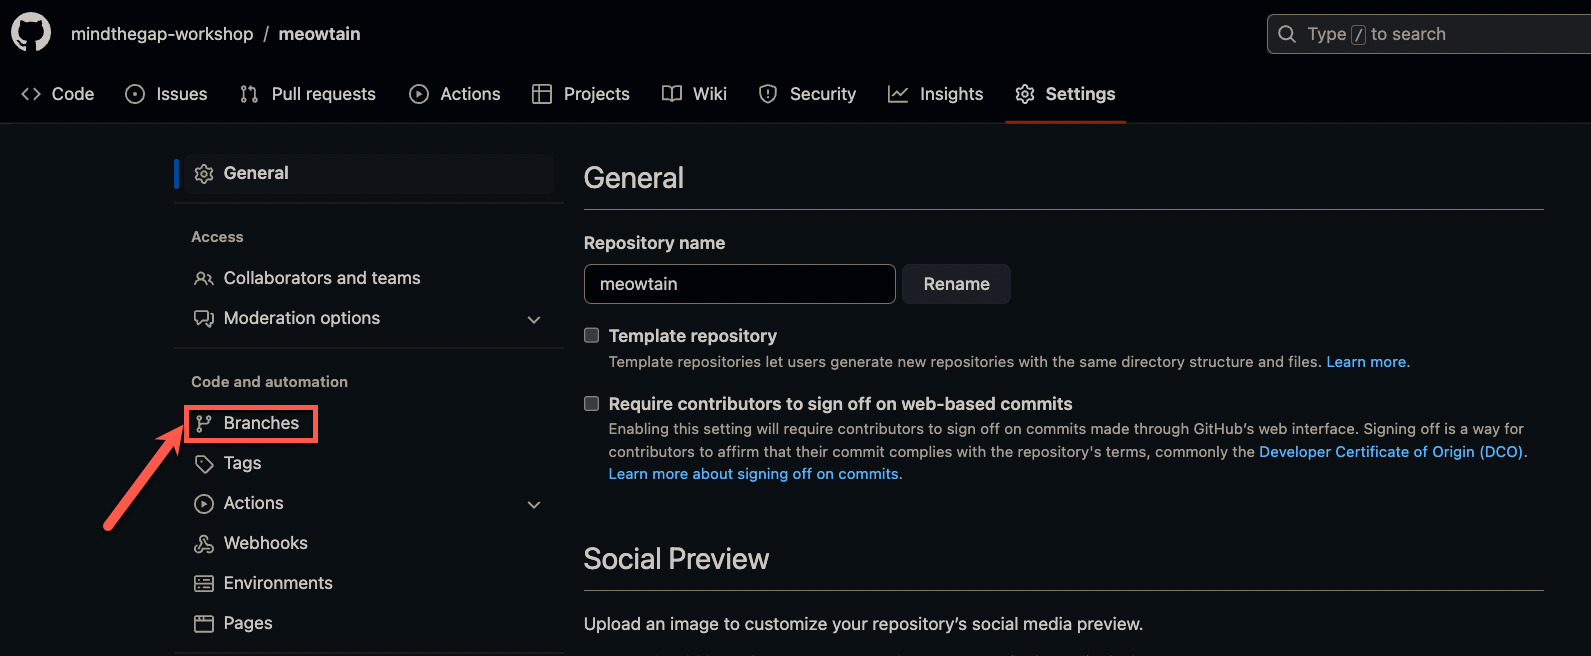 mindthegap-workshop / meowtain
Type / to search
Code Issues Pull requests Actions Projects Wiki Security Insights Settings
General
Access
Collaborators and teams
Moderation options
Code and automation
Branches
Tags
Actions
Webhooks
Environments
Pages
General
Repository name
meowtain Rename
Template repository
Template repositories let users generate new repositories with the same directory structure and files. Learn more.
Require contributors to sign off on web-based commits
Enabling this setting will require contributors to sign off on commits made through GitHub's web interface. Signing off is a way for
contributors to affirm that their commit complies with the repository's terms, commonly the Developer Certificate of Origin (DCO).
Learn more about signing off on commits.
Social Preview
Upload an image to customize your repository's social media preview.